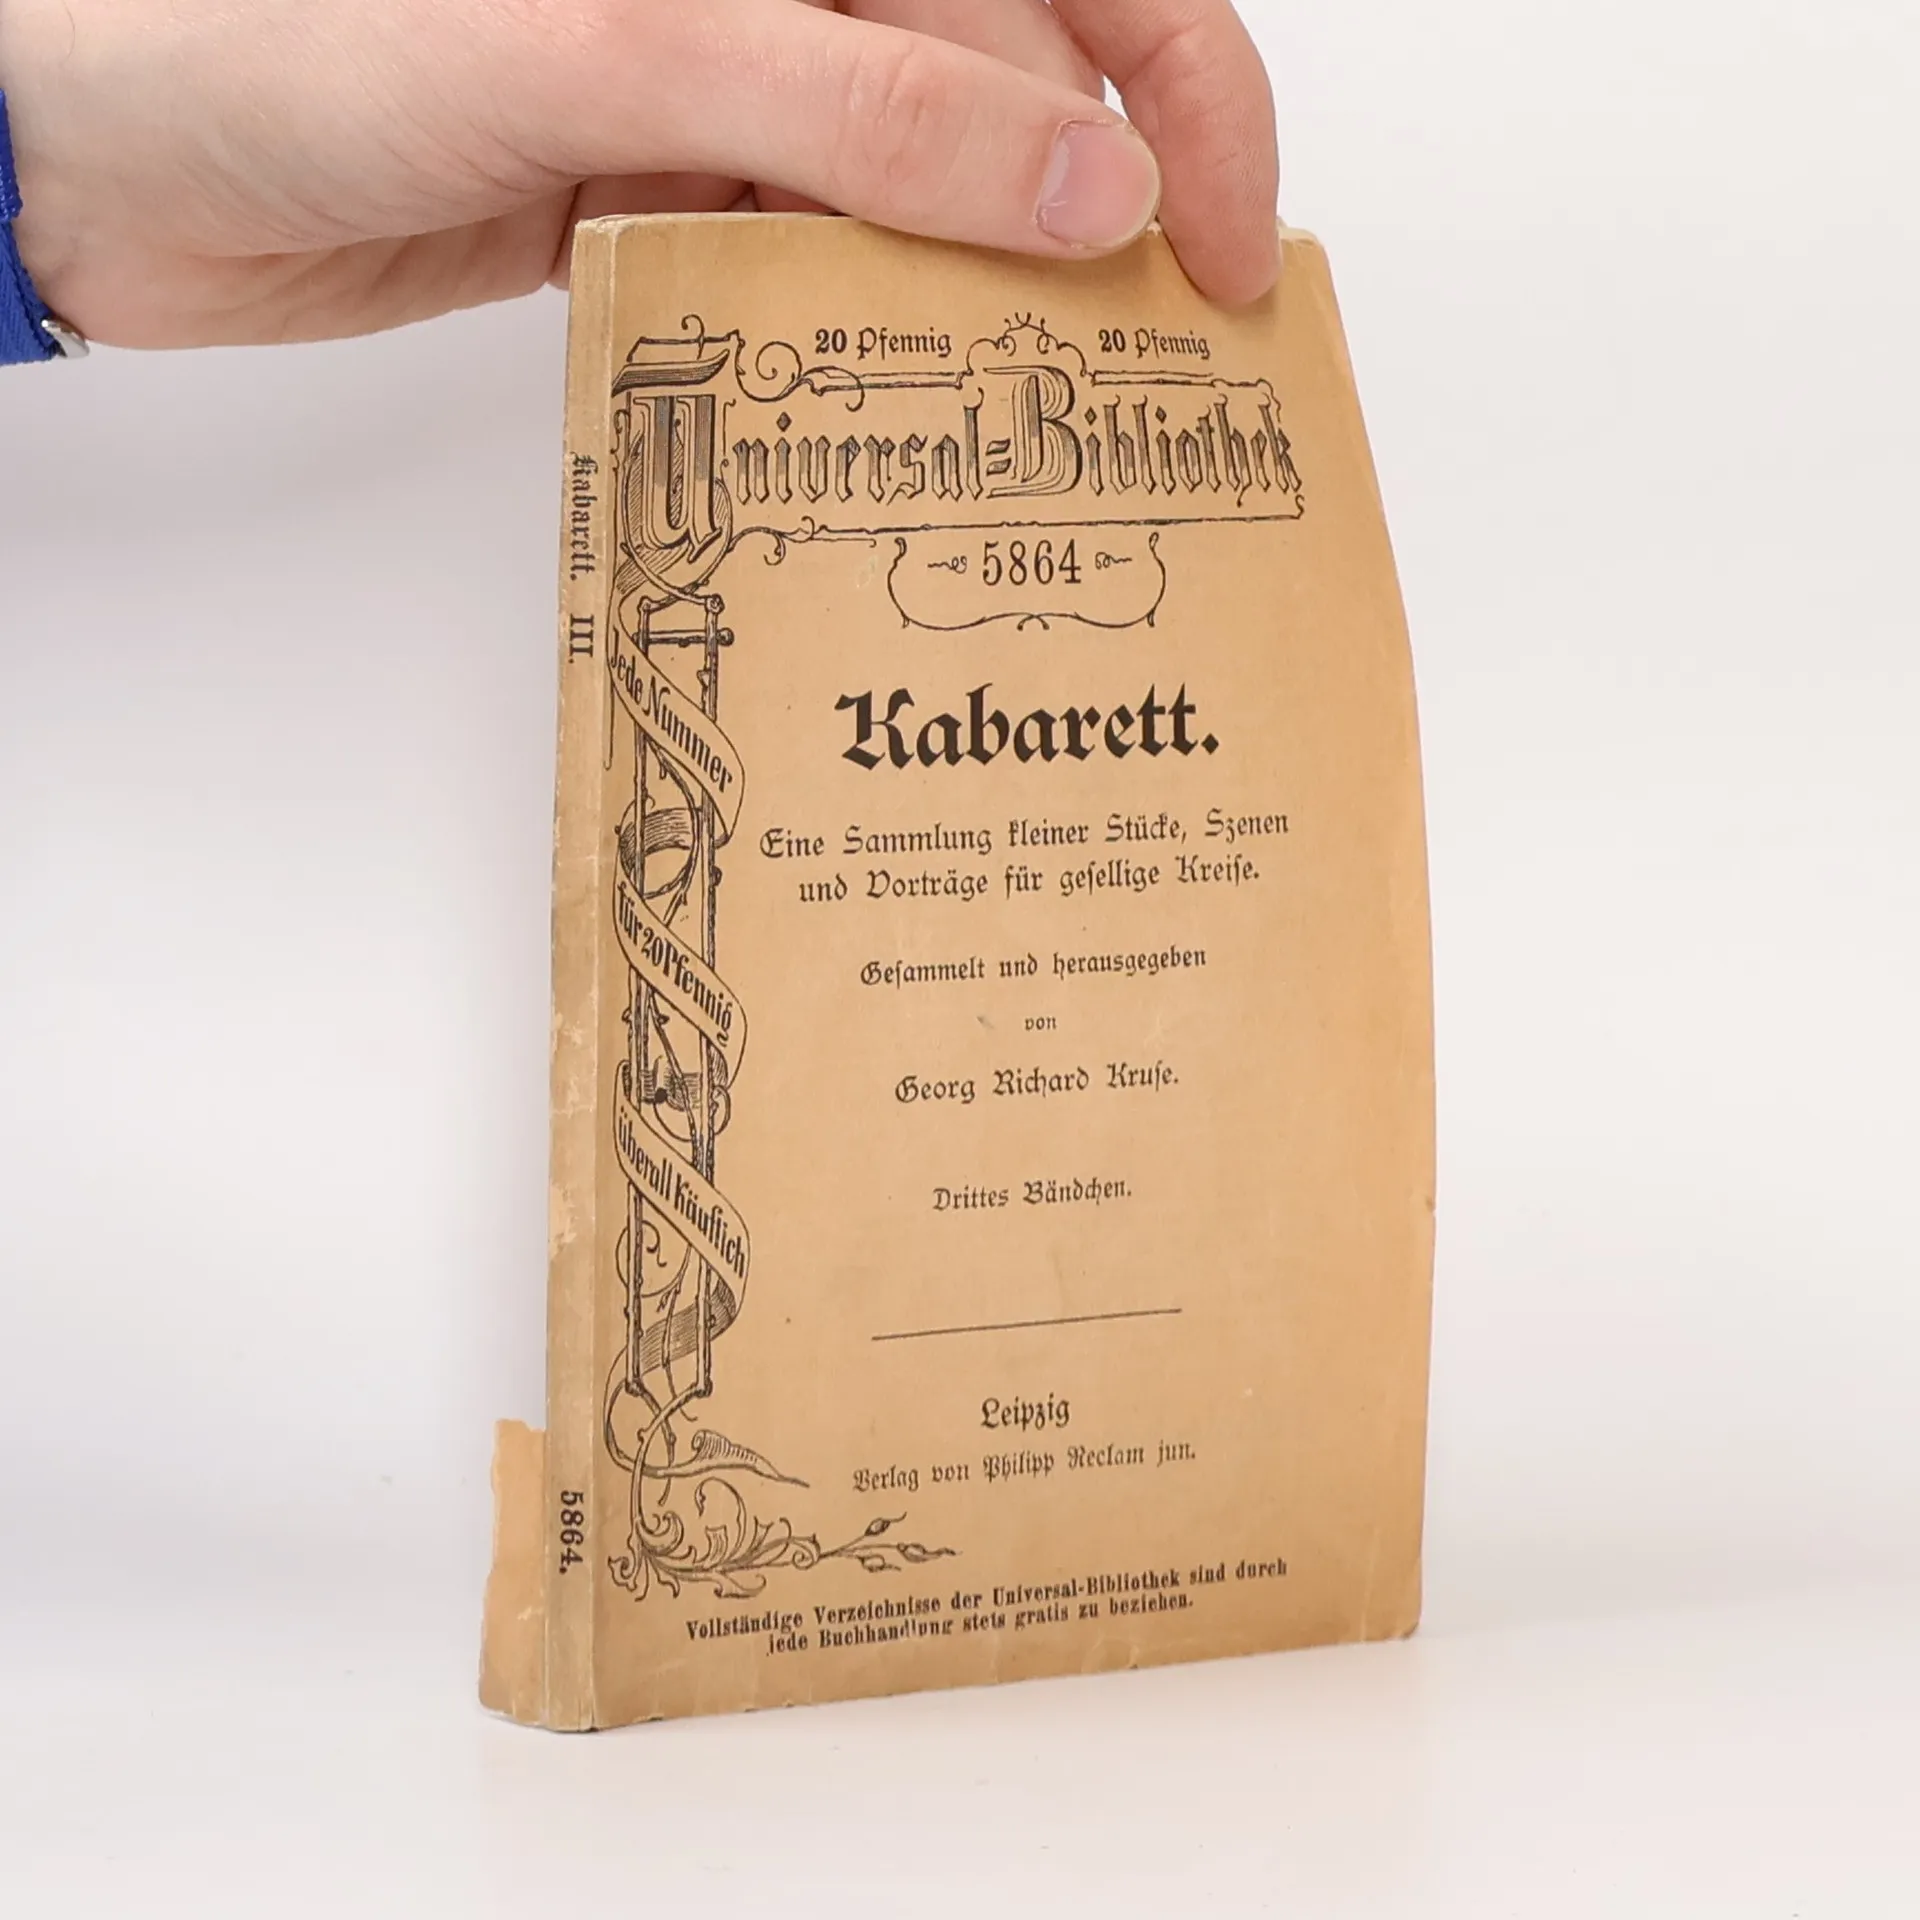 20 Pfennig 20 Pfennig
Universal=Bibliothek
5864
Kabarett.
Eine Sammlung kleiner Stücke, Szenen
und Vorträge für geſellige Kreiſe.
Geſammelt und herausgegeben
von
Georg Richard Kruſe.
Drittes Bändchen.
Leipzig
Verlag von Philipp Reclam jun.
Vollständige Verzeichnisse der Universal-Bibliothek sind durch
jede Buchhandlung stets gratis zu beziehen.
Jede Nummer
für 20 Pfennig
überall käuflich
Kabarett. III.
5864.